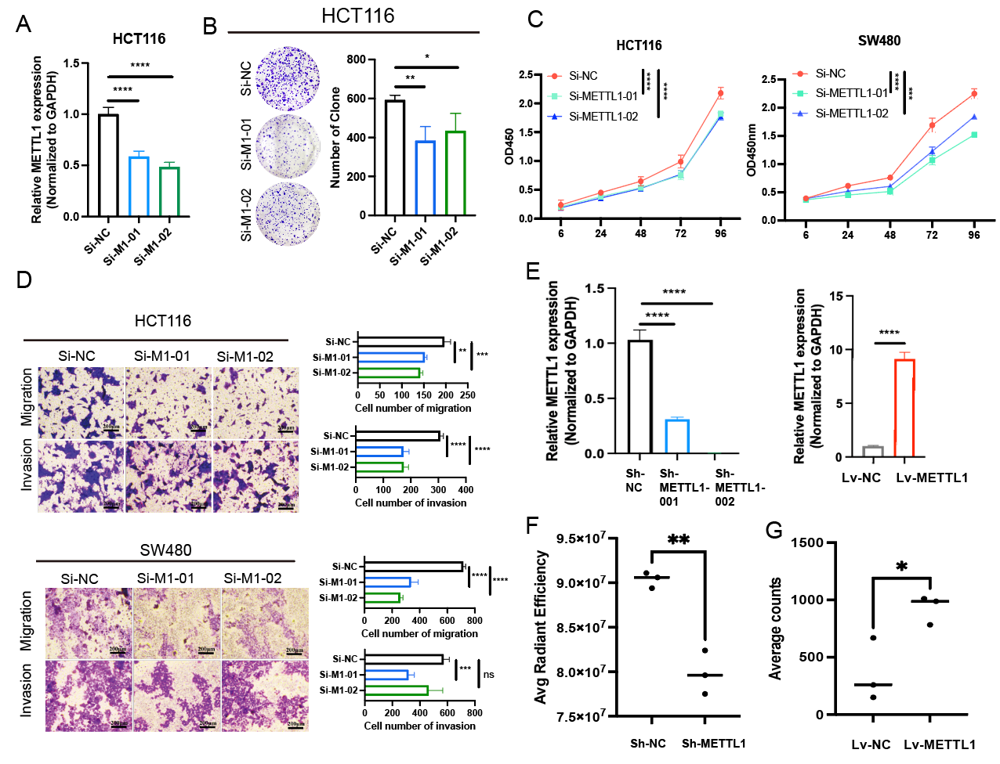 A
HCT116
Relative METTL1 expression
(Normalized to GAPDH)
1.5
1.0
0.5
0.0
****
****
Si-NC
Si-M1-01
Si-M1-02
B
HCT116
Si-NC
Si-M1-01
Si-M1-02
Number of Clone
800
600
400
200
0
*
**
Si-NC
Si-M1-01
Si-M1-02
C
HCT116
Si-NC
Si-METTL1-01
Si-METTL1-02
****
****
OD450
2.5
2.0
1.5
1.0
0.5
0.0
6 24 48 72 96
SW480
Si-NC
Si-METTL1-01
Si-METTL1-02
****
***
OD450nm
2.5
2.0
1.5
1.0
0.5
0.0
6 24 48 72 96
D
HCT116
Si-NC Si-M1-01 Si-M1-02
Migration
200μm 200μm 200μm
Invasion
200μm 200μm 200μm
Si-NC
Si-M1-01
Si-M1-02
** ***
0 50 100 150 200 250
Cell number of migration
Si-NC
Si-M1-01
Si-M1-02
**** ****
0 100 200 300 400
Cell number of invasion
SW480
Si-NC Si-M1-01 Si-M1-02
Migration
200μm 200μm 200μm
Invasion
200μm 200μm 200μm
Si-NC
Si-M1-01
Si-M1-02
**** ****
0 200 400 600 800
Cell number of migration
Si-NC
Si-M1-01
Si-M1-02
*** ns
0 200 400 600 800
Cell number of invasion
E
Relative METTL1 expression
(Normalized to GAPDH)
1.5
1.0
0.5
0.0
****
****
Sh-
NC
Sh-
METTL1-
001
Sh-
METTL1-
002
Relative METTL1 expression
(Normalized to GAPDH)
15
10
5
0
****
Lv-NC Lv-METTL1
F
Avg Radiant Efficiency
9.5×10⁷
9.0×10⁷
8.5×10⁷
8.0×10⁷
7.5×10⁷
**
Sh-NC Sh-METTL1
G
Average counts
1500
1000
500
0
*
Lv-NC Lv-METTL1